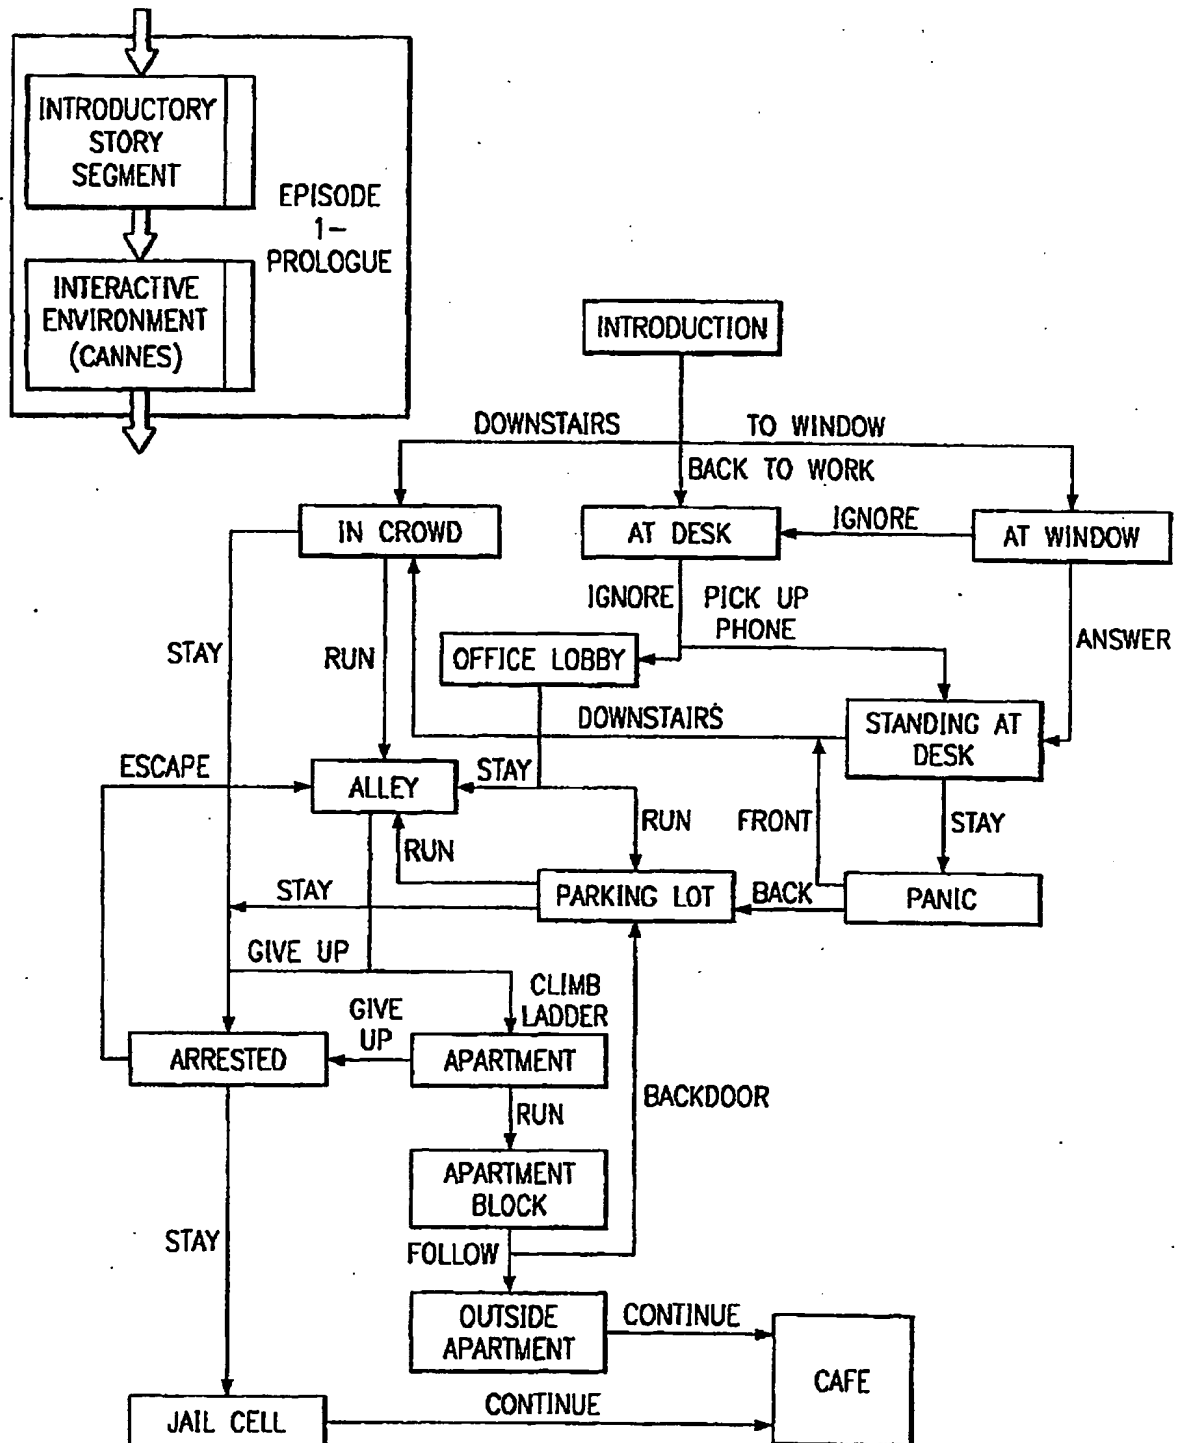 INTRODUCTORY
STORY
SEGMENT
EPISODE
1–
PROLOGUE
INTERACTIVE
ENVIRONMENT
(CANNES)
INTRODUCTION
DOWNSTAIRS
TO WINDOW
BACK TO WORK
IN CROWD
AT DESK
IGNORE
AT WINDOW
IGNORE
PICK UP
PHONE
ANSWER
STAY
RUN
OFFICE LOBBY
DOWNSTAIRS
STANDING AT
DESK
ESCAPE
ALLEY
STAY
RUN
FRONT
STAY
RUN
STAY
PARKING LOT
BACK
PANIC
GIVE UP
CLIMB
LADDER
GIVE
UP
ARRESTED
APARTMENT
BACKDOOR
RUN
APARTMENT
BLOCK
STAY
FOLLOW
OUTSIDE
APARTMENT
CONTINUE
CAFE
JAIL CELL
CONTINUE